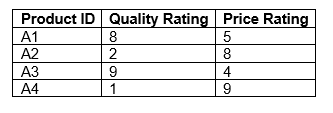 Product ID Quality Rating Price Rating
A1 8 5
A2 2 8
A3 9 4
A4 1 9